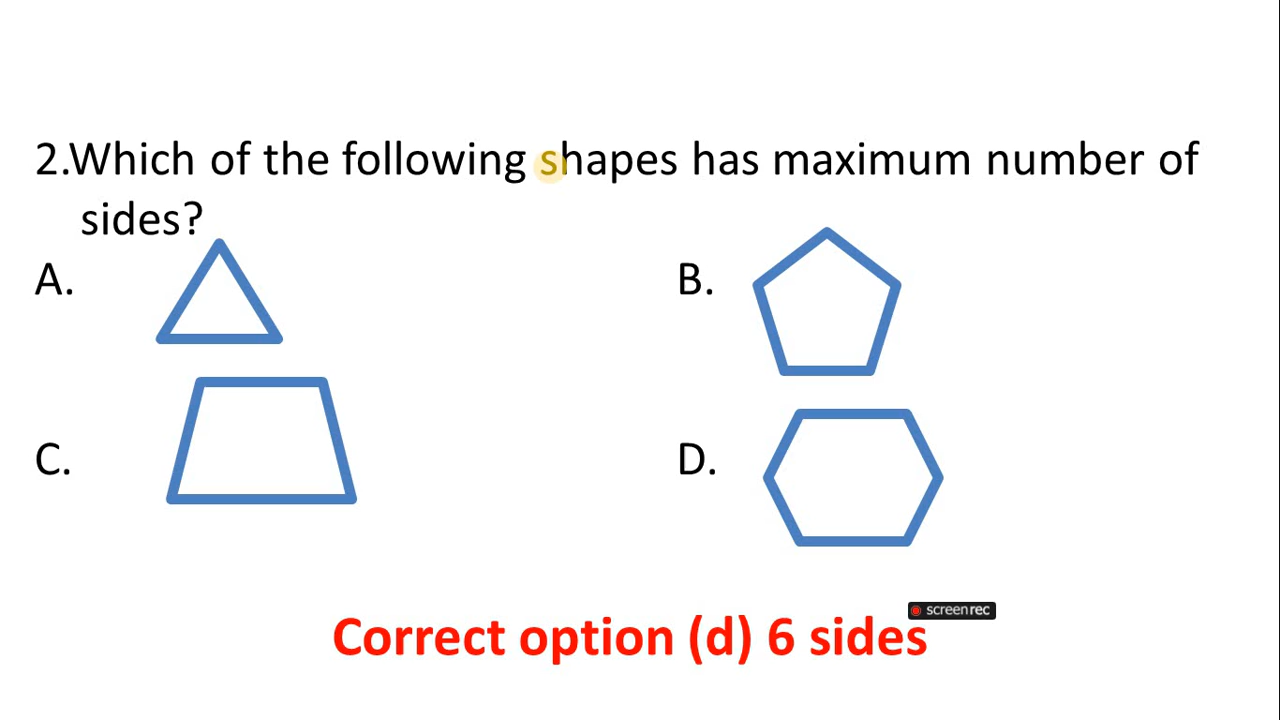 2.Which of the following shapes has maximum number of
sides?
A.
B.
C.
D.
screenrec
Correct option (d) 6 sides